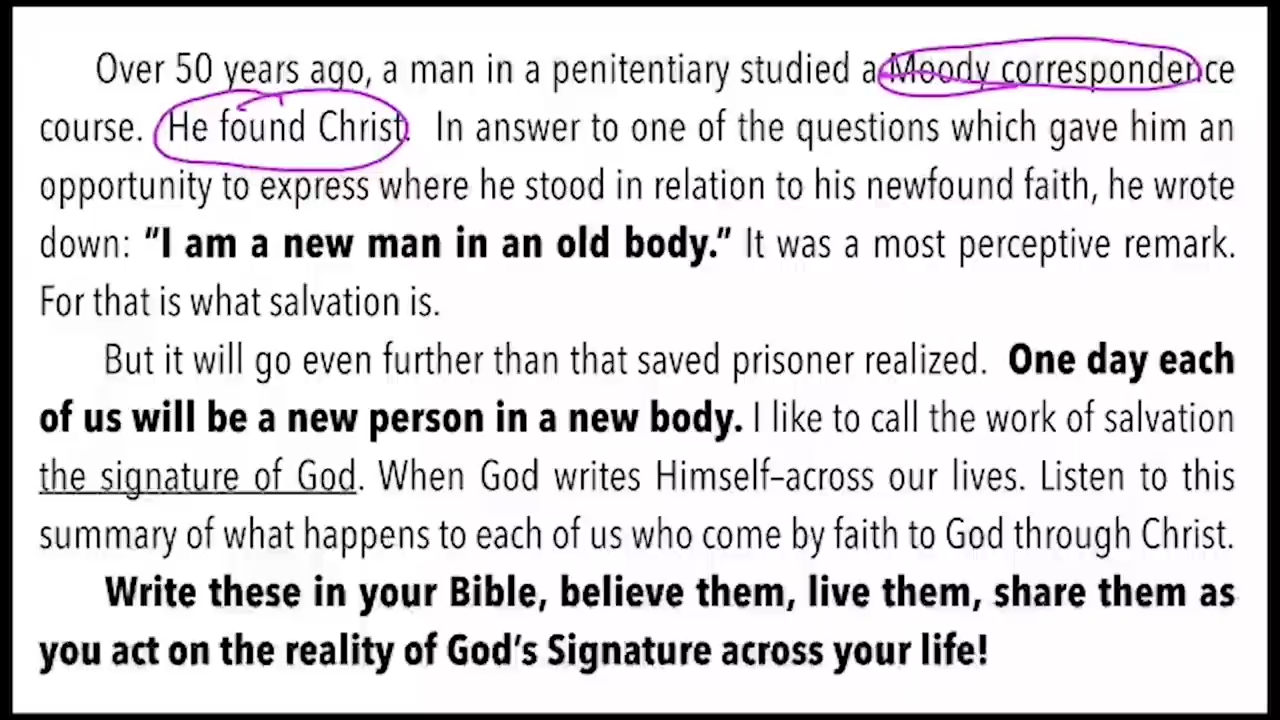 Over 50 years ago, a man in a penitentiary studied a Moody correspondence
course. He found Christ. In answer to one of the questions which gave him an
opportunity to express where he stood in relation to his newfound faith, he wrote
down: “I am a new man in an old body.” It was a most perceptive remark.
For that is what salvation is.
But it will go even further than that saved prisoner realized. One day each
of us will be a new person in a new body. I like to call the work of salvation
the signature of God. When God writes Himself–across our lives. Listen to this
summary of what happens to each of us who come by faith to God through Christ.
Write these in your Bible, believe them, live them, share them as
you act on the reality of God’s Signature across your life!